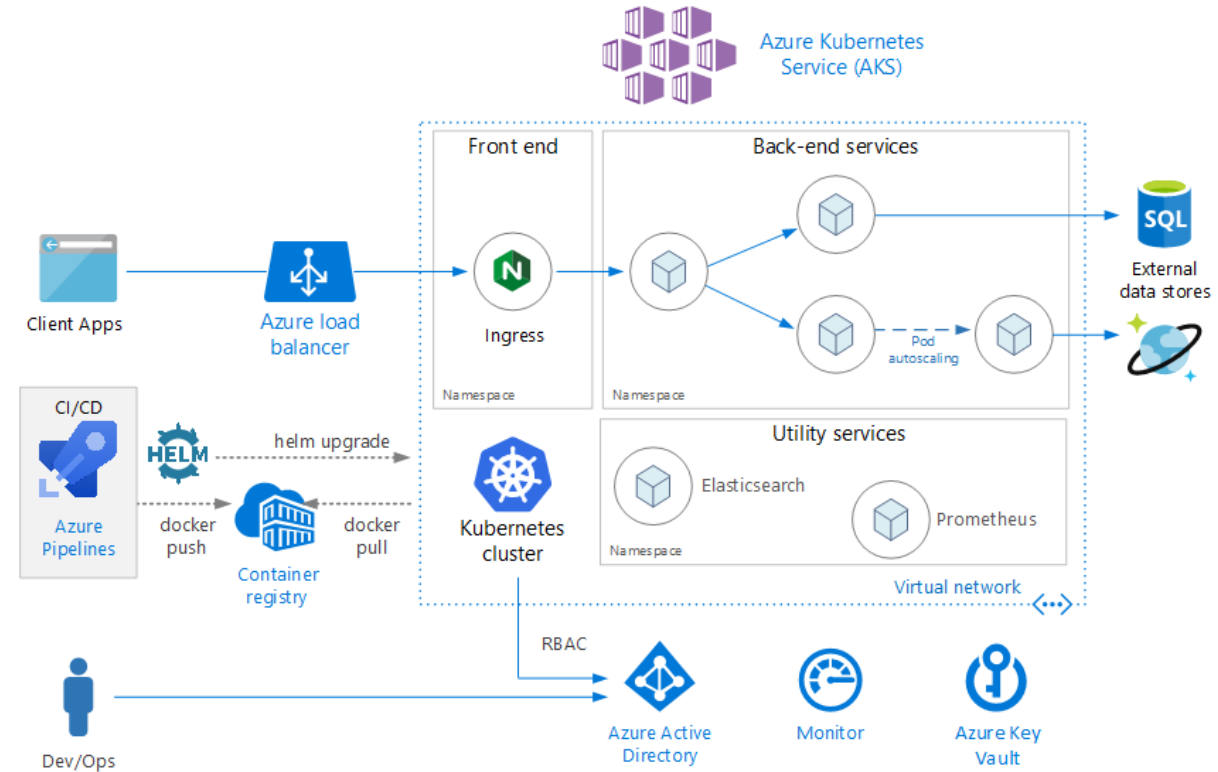 Azure Kubernetes
Service (AKS)
Front end
Back-end services
SQL
External
data stores
Client Apps
Azure load
balancer
N
Ingress
Pod
autoscaling
Namespace
Namespace
CI/CD
HELM
helm upgrade
Azure
Pipelines
docker
push
docker
pull
Container
registry
Kubernetes
cluster
Utility services
Elasticsearch
Prometheus
Namespace
Virtual network
RBAC
Dev/Ops
Azure Active
Directory
Monitor
Azure Key
Vault